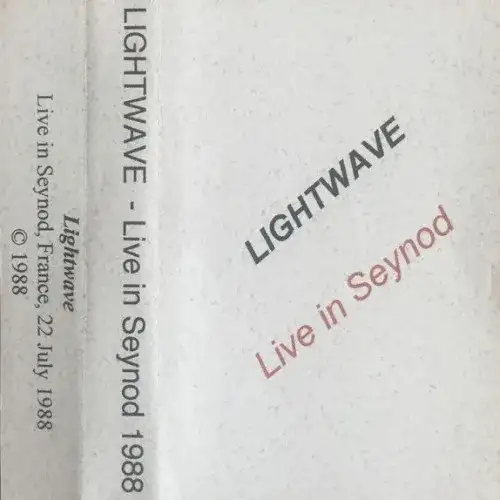 Lightwave
Live in Seynod, France, 22 July 1988
© 1988
LIGHTWAVE - Live in Seynod 1988
LIGHTWAVE
Live in Seynod